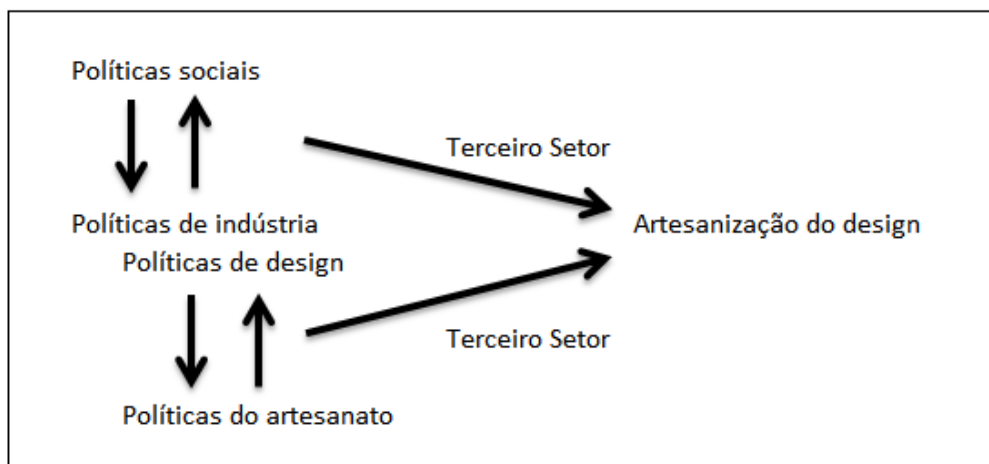 Políticas sociais
Terceiro Setor
Políticas de indústria
Artesanização do design
Políticas de design
Terceiro Setor
Políticas do artesanato